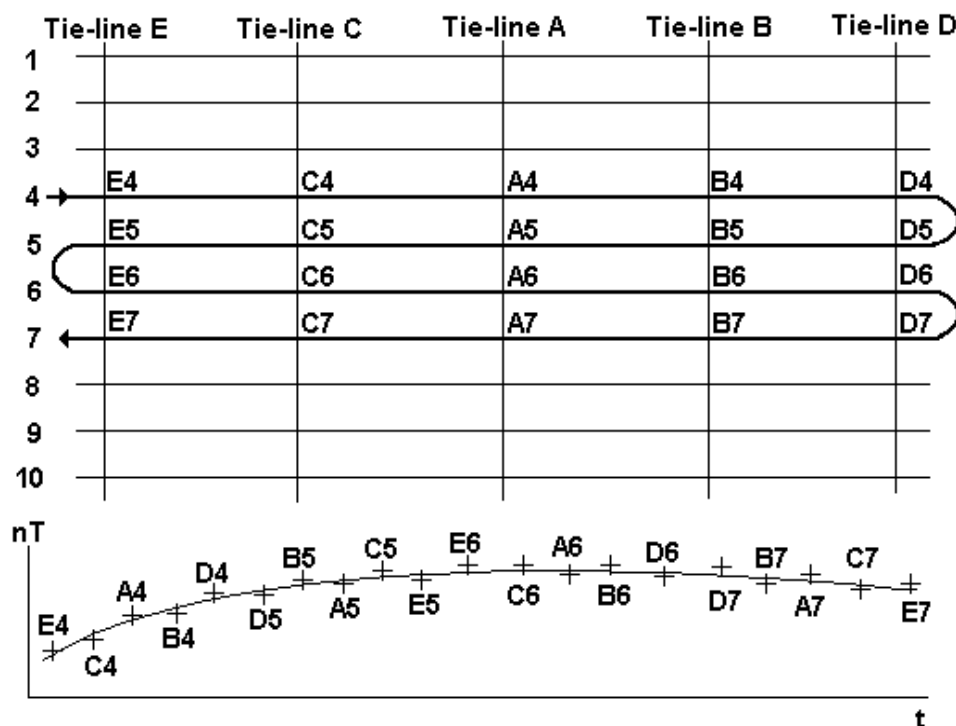 Tie-line E Tie-line C Tie-line A Tie-line B Tie-line D
1
2
3
4 E4 C4 A4 B4 D4
5 E5 C5 A5 B5 D5
6 E6 C6 A6 B6 D6
7 E7 C7 A7 B7 D7
8
9
10
nT
E4 C4 A4 B4 D4 D5 B5 A5 C5 E5 E6 C6 A6 B6 D6 D7 B7 A7 C7 E7
t